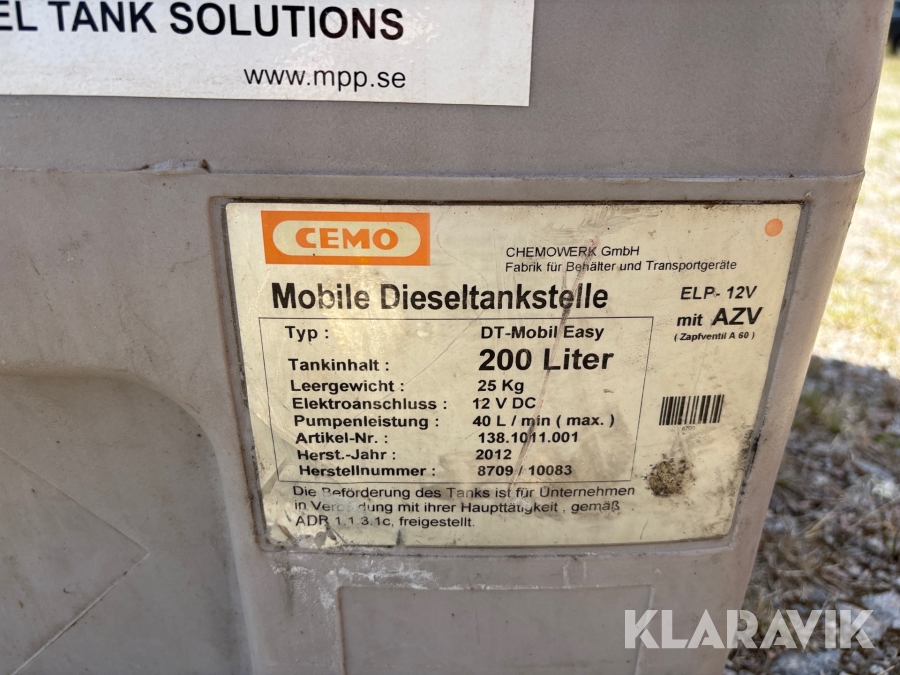 EL TANK SOLUTIONS
www.mpp.se
CEMO
CHEMOWERK GmbH
Fabrik für Behälter und Transportgeräte
Mobile Dieseltankstelle
ELP- 12V
mit AZV
( Zapfventil A 60 )
Typ : DT-Mobil Easy
Tankinhalt : 200 Liter
Leergewicht : 25 Kg
Elektroanschluss : 12 V DC
Pumpenleistung : 40 L / min ( max. )
Artikel-Nr. : 138.1011.001
Herst.-Jahr : 2012
Herstellnummer : 8709 / 10083
Die Beförderung des Tanks ist für Unternehmen
in Verbindung mit ihrer Haupttätigkeit , gemäß
ADR 1.1.3.1c, freigestellt.
KLARAVIK